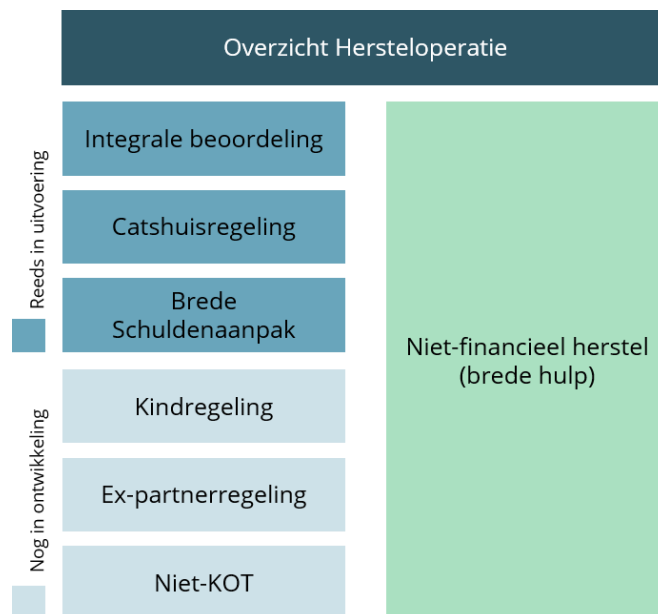 Overzicht Hersteloperatie
Reeds in uitvoering
Integrale beoordeling
Catshuisregeling
Brede
Schuldenaanpak
Nog in ontwikkeling
Kindregeling
Ex-partnerregeling
Niet-KOT
Niet-financieel herstel
(brede hulp)